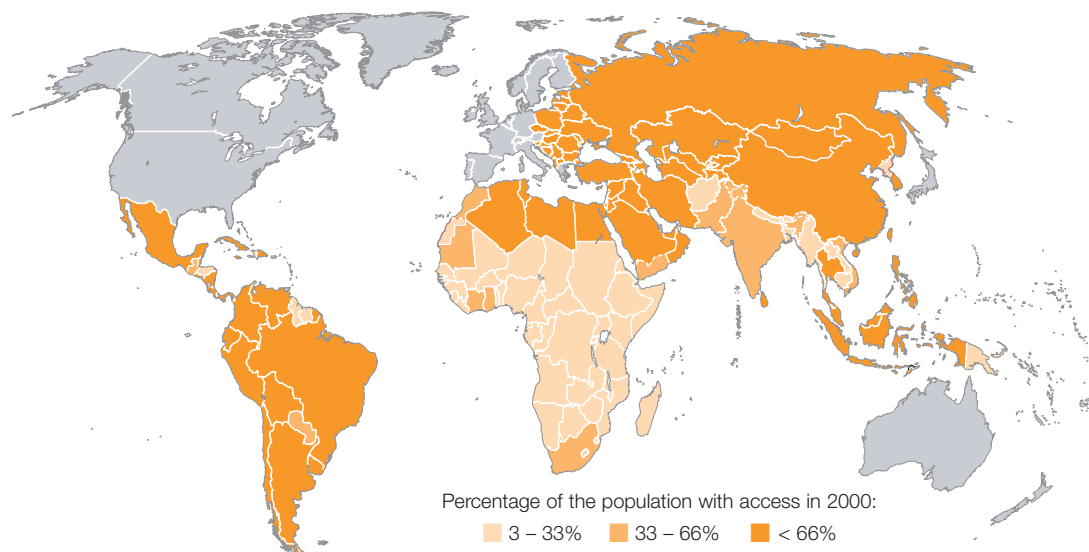 Percentage of the population with access in 2000:
3 – 33% 33 – 66% < 66%